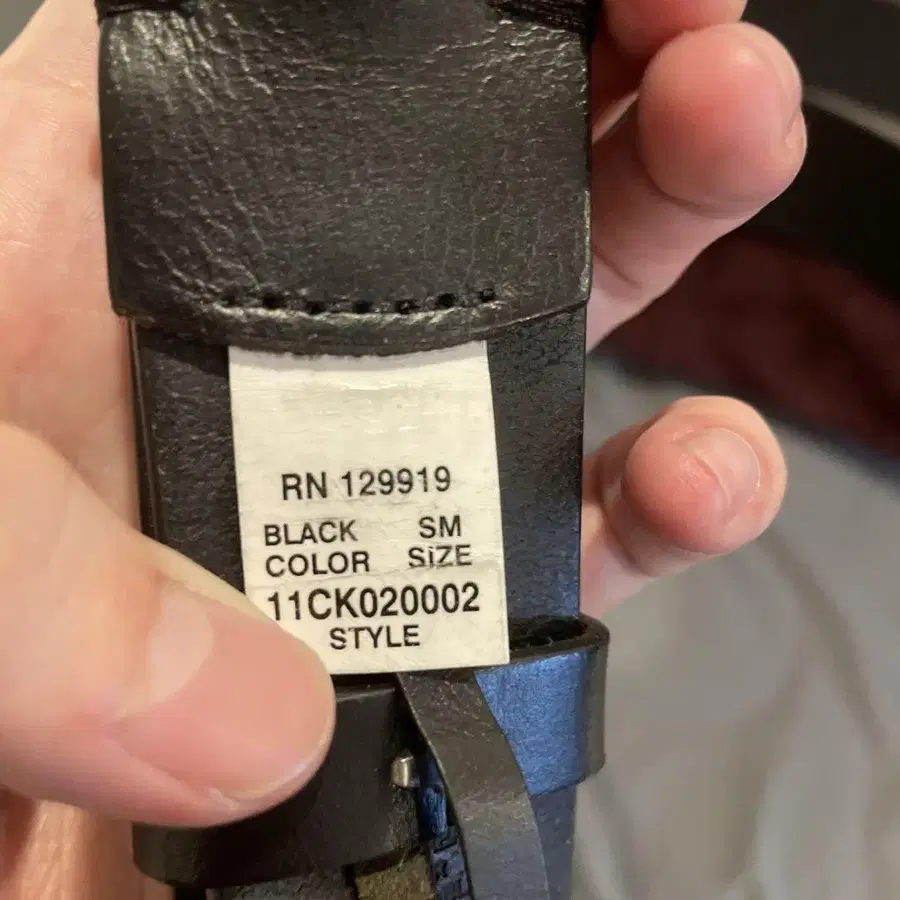 RN 129919
BLACK SM
COLOR SIZE
11CK020002
STYLE